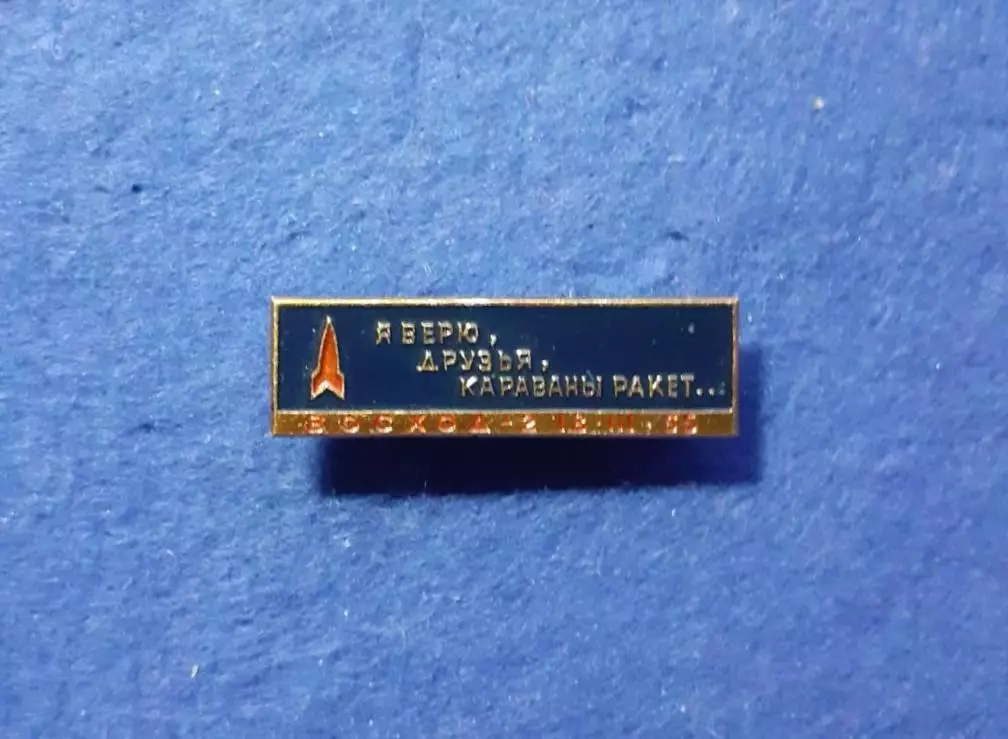 Я ВЕРЮ,
ДРУЗЬЯ,
КАРАВАНЫ РАКЕТ...
ВОСХОД-2 18 III 65